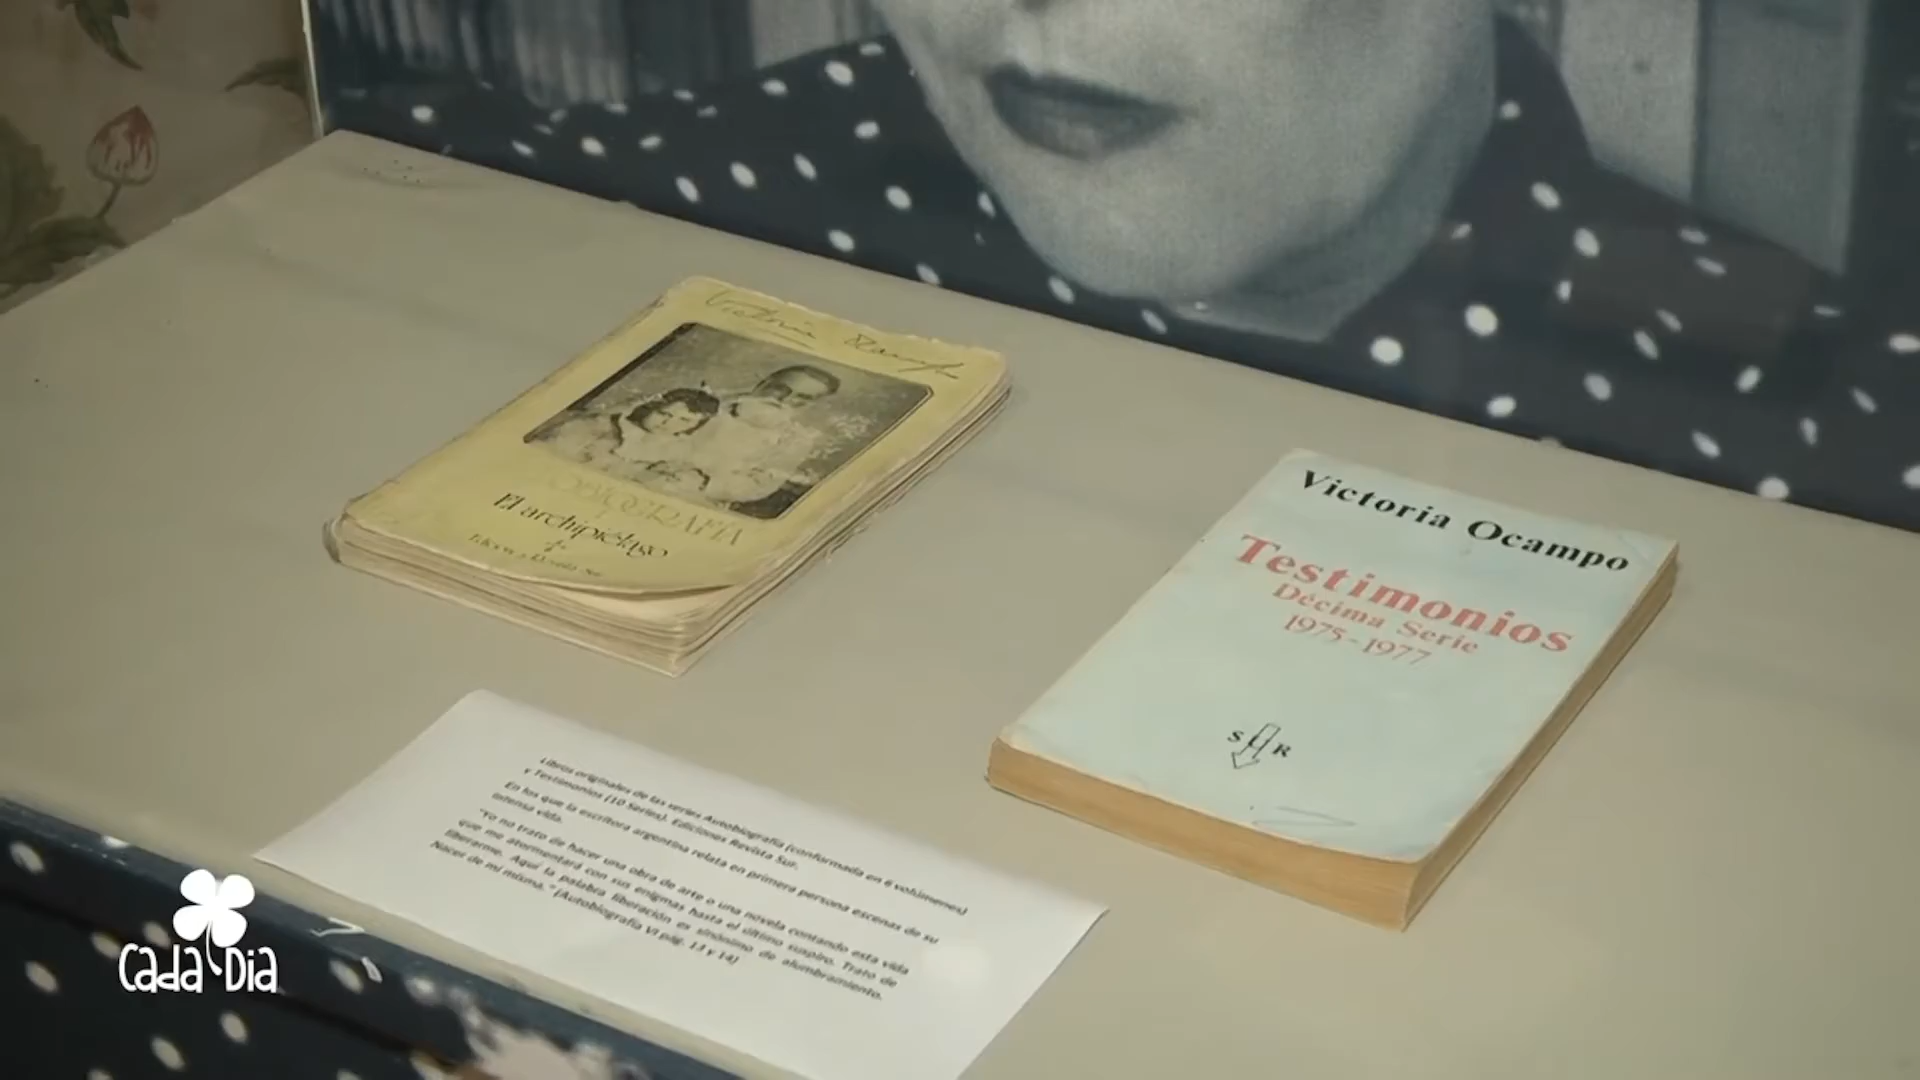 Victoria Ocampo
AUTOBIOGRAFÍA
I
El archipiélago
Ediciones Revista Sur
Victoria Ocampo
Testimonios
Décima Serie
1975-1977
SUR
Libros originales de las series Autobiografía (conformada en 6 volúmenes)
y Testimonios (10 Series). Ediciones Revista Sur.
En los que la escritora argentina relata en primera persona escenas de su
intensa vida.
"Yo no trato de hacer una obra de arte o una novela contando esta vida
que me atormentará con sus enigmas hasta el último suspiro. Trato de
liberarme. Aquí la palabra liberación es sinónimo de alumbramiento.
Nacer de mí misma." (Autobiografía VI pág. 13 y 14)
Cada Dia